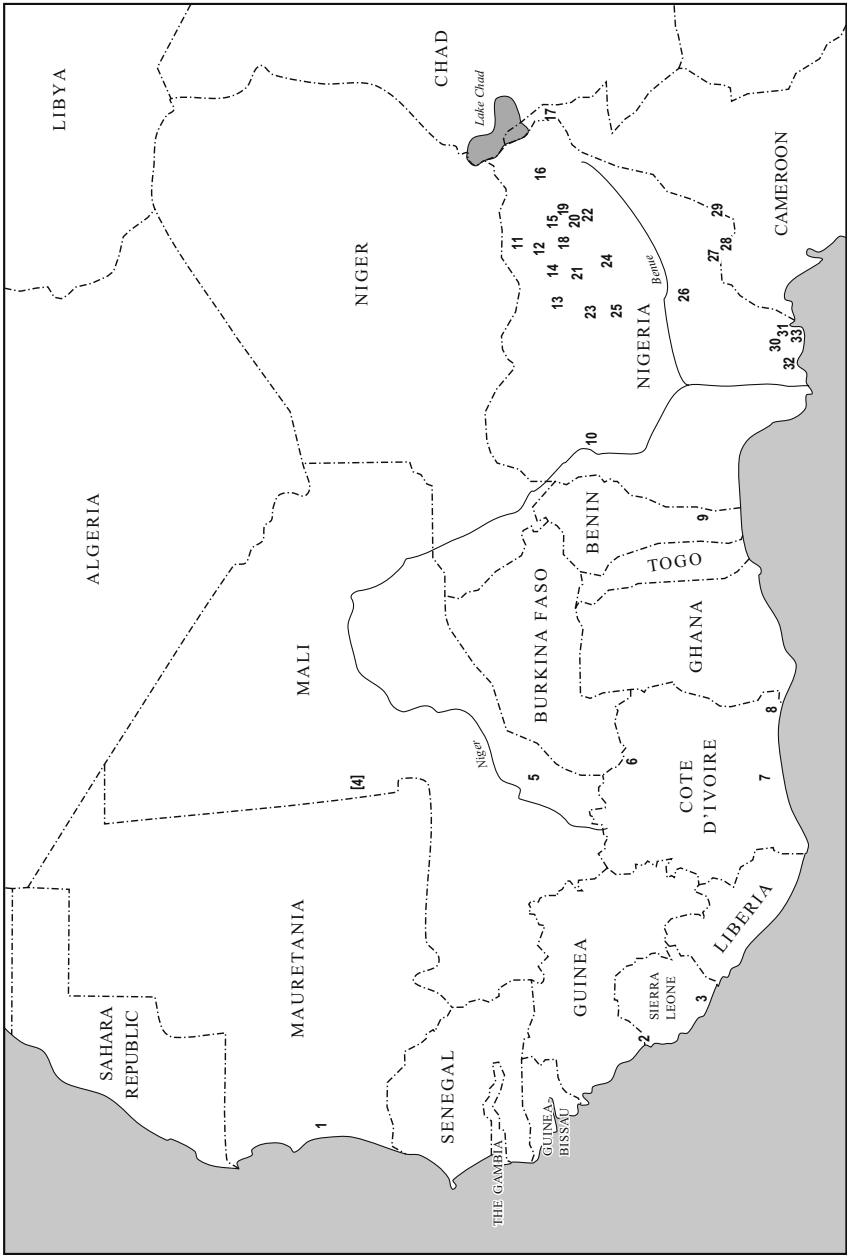 LIBYA
ALGERIA
SAHARA
REPUBLIC
MAURETANIA
MALI
NIGER
CHAD
Lake Chad
SENEGAL
THE GAMBIA
GUINEA-
BISSAU
GUINEA
SIERRA
LEONE
LIBERIA
COTE
D'IVOIRE
BURKINA FASO
GHANA
TOGO
BENIN
NIGERIA
CAMEROON
Niger
Benue
1
2
3
[4]
5
6
7
8
9
10
11
12
13
14
15
16
17
18
19
20
21
22
23
24
25
26
27
28
29
30
31
32
33